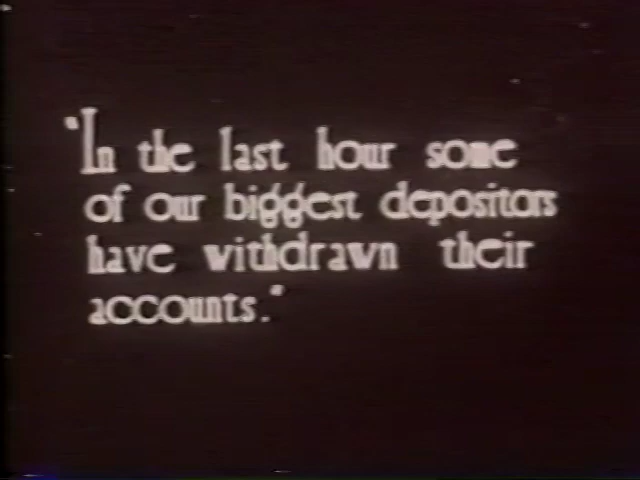 "In the last hour some
of our biggest depositors
have withdrawn their
accounts."